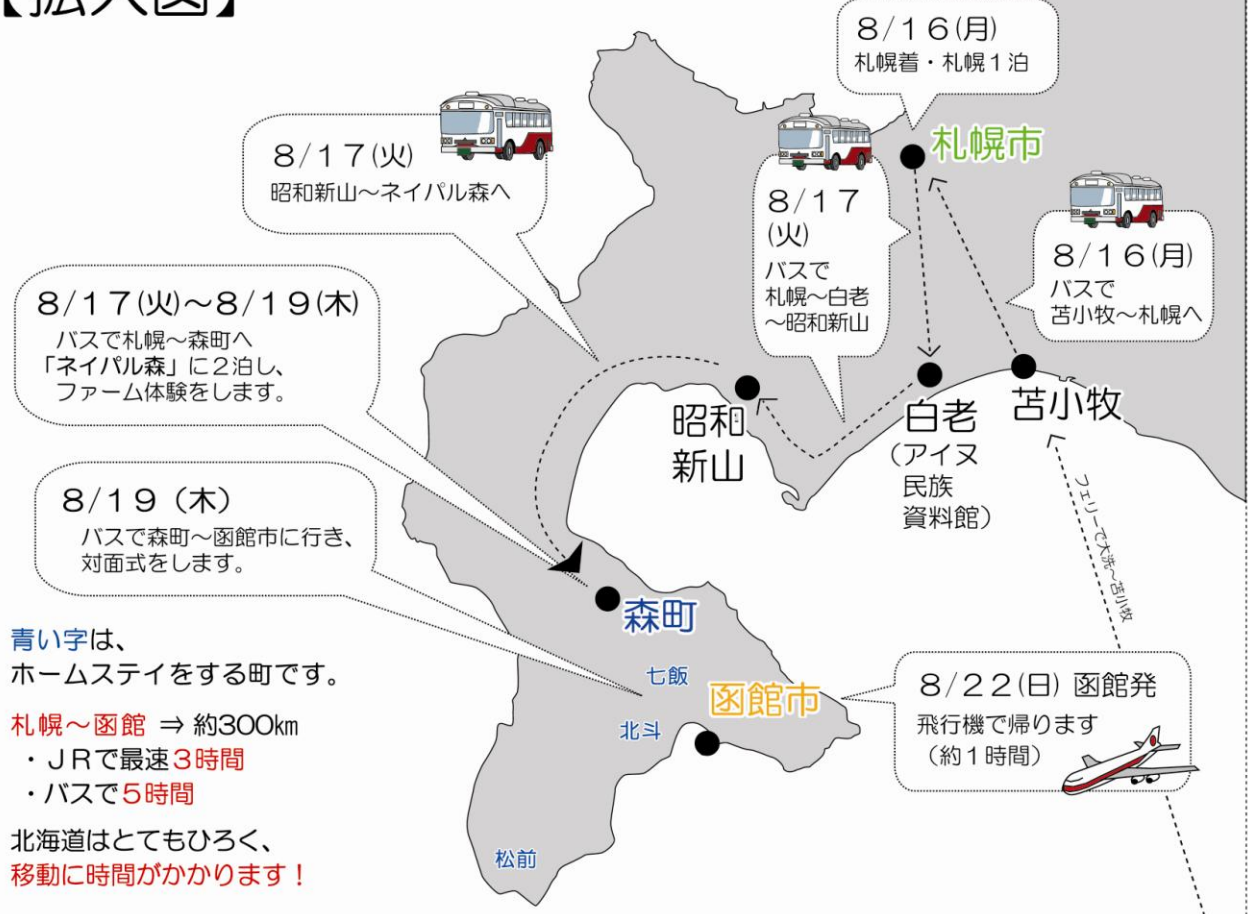 【拡大図】
8/16(月)
札幌着・札幌1泊
札幌市
8/17(火)
昭和新山～ネイパル森へ
8/17
(火)
バスで
札幌～白老
～昭和新山
8/16(月)
バスで
苫小牧～札幌へ
8/17(火)～8/19(木)
バスで札幌～森町へ
「ネイパル森」に2泊し、
ファーム体験をします。
昭和
新山
白老
(アイヌ
民族
資料館)
苫小牧
フェリーで大洗～苫小牧
8/19（木）
バスで森町～函館市に行き、
対面式をします。
森町
七飯
函館市
北斗
松前
8/22(日) 函館発
飛行機で帰ります
（約1時間）
青い字は、
ホームステイをする町です。
札幌～函館 ⇒ 約300km
・JRで最速3時間
・バスで5時間
北海道はとてもひろく、
移動に時間がかかります！